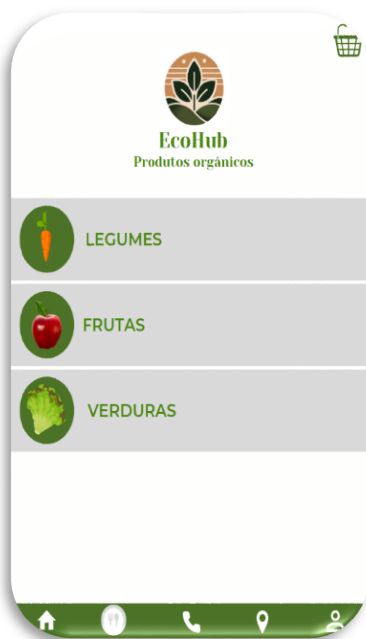 EcoHub
Produtos orgânicos
LEGUMES
FRUTAS
VERDURAS